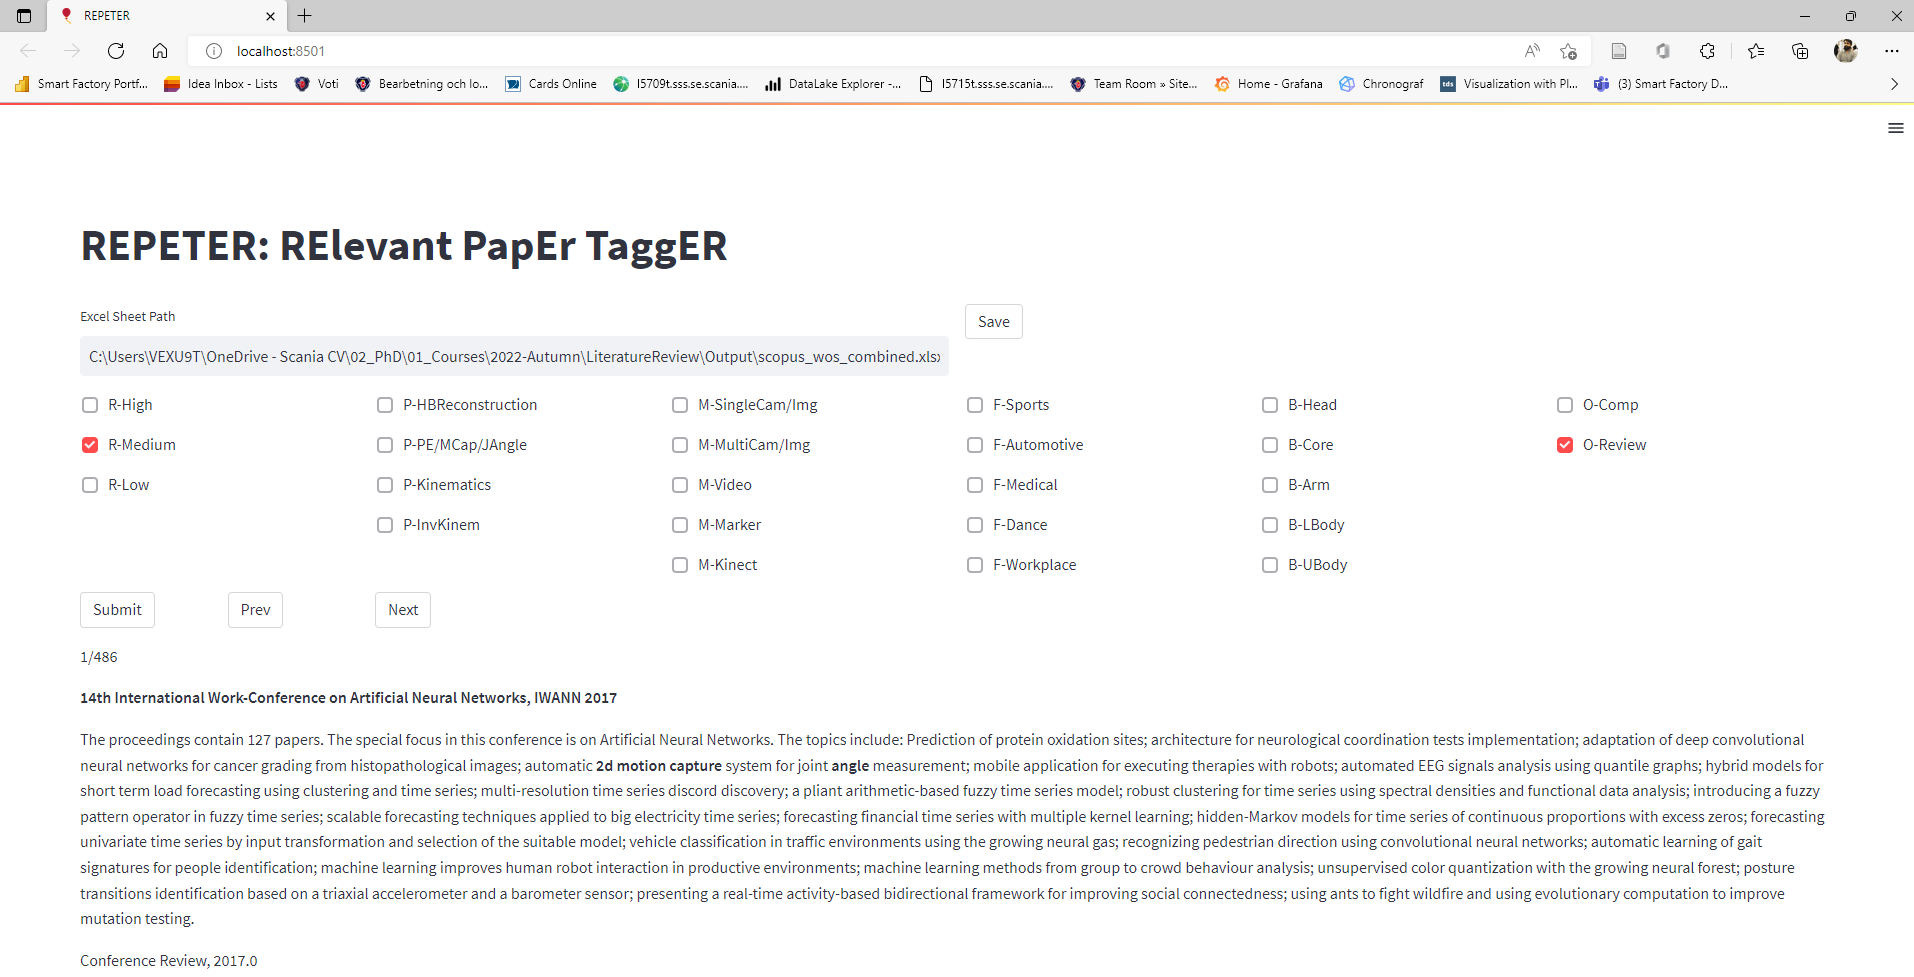 REPETER
localhost:8501
Smart Factory Portf...
Idea Inbox - Lists
Voti
Bearbetning och lo...
Cards Online
l5709t.sss.se.scania....
DataLake Explorer -...
l5715t.sss.se.scania....
Team Room » Site...
Home - Grafana
Chronograf
tds
Visualization with Pl...
(3) Smart Factory D...
REPETER: RElevant PapEr TaggER
Excel Sheet Path
Save
C:\Users\VEXU9T\OneDrive - Scania CV\02_PhD\01_Courses\2022-Autumn\LiteratureReview\Output\scopus_wos_combined.xlsx
R-High
P-HBReconstruction
M-SingleCam/Img
F-Sports
B-Head
O-Comp
R-Medium
P-PE/MCap/JAngle
M-MultiCam/Img
F-Automotive
B-Core
O-Review
R-Low
P-Kinematics
M-Video
F-Medical
B-Arm
P-InvKinem
M-Marker
F-Dance
B-LBody
M-Kinect
F-Workplace
B-UBody
Submit
Prev
Next
1/486
14th International Work-Conference on Artificial Neural Networks, IWANN 2017
The proceedings contain 127 papers. The special focus in this conference is on Artificial Neural Networks. The topics include: Prediction of protein oxidation sites; architecture for neurological coordination tests implementation; adaptation of deep convolutional
neural networks for cancer grading from histopathological images; automatic 2d motion capture system for joint angle measurement; mobile application for executing therapies with robots; automated EEG signals analysis using quantile graphs; hybrid models for
short term load forecasting using clustering and time series; multi-resolution time series discord discovery; a pliant arithmetic-based fuzzy time series model; robust clustering for time series using spectral densities and functional data analysis; introducing a fuzzy
pattern operator in fuzzy time series; scalable forecasting techniques applied to big electricity time series; forecasting financial time series with multiple kernel learning; hidden-Markov models for time series of continuous proportions with excess zeros; forecasting
univariate time series by input transformation and selection of the suitable model; vehicle classification in traffic environments using the growing neural gas; recognizing pedestrian direction using convolutional neural networks; automatic learning of gait
signatures for people identification; machine learning improves human robot interaction in productive environments; machine learning methods from group to crowd behaviour analysis; unsupervised color quantization with the growing neural forest; posture
transitions identification based on a triaxial accelerometer and a barometer sensor; presenting a real-time activity-based bidirectional framework for improving social connectedness; using ants to fight wildfire and using evolutionary computation to improve
mutation testing.
Conference Review, 2017.0